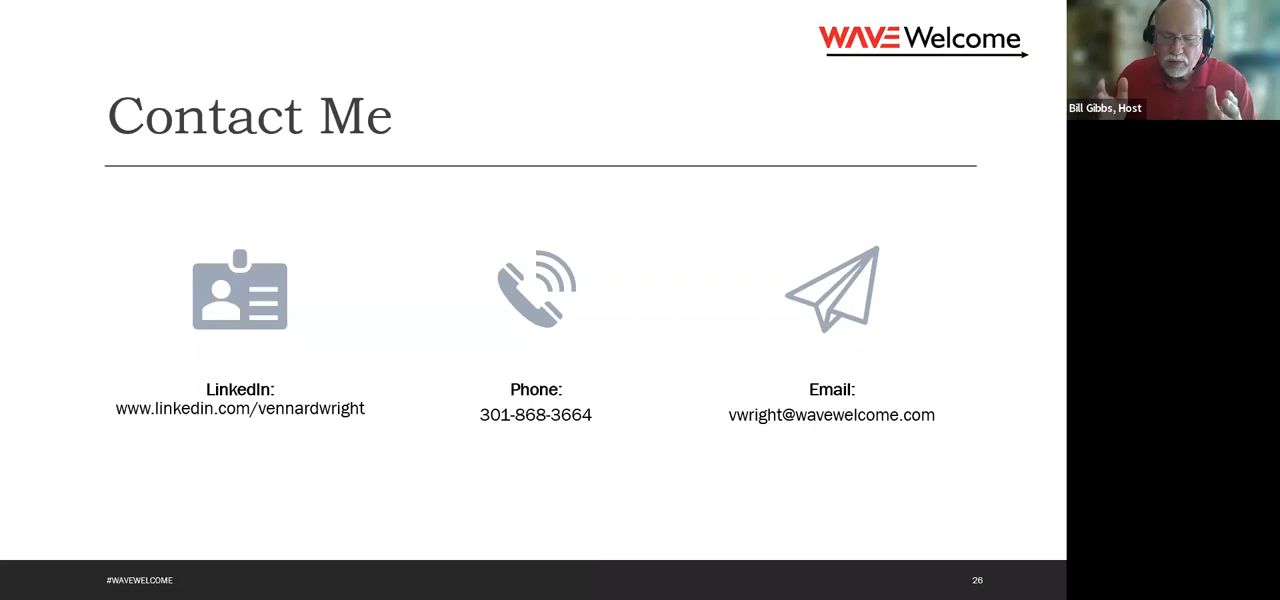 WAVE Welcome
Bill Gibbs, Host
Contact Me
LinkedIn:
www.linkedin.com/vennardwright
Phone:
301-868-3664
Email:
vwright@wavewelcome.com
#WAVEWELCOME
26